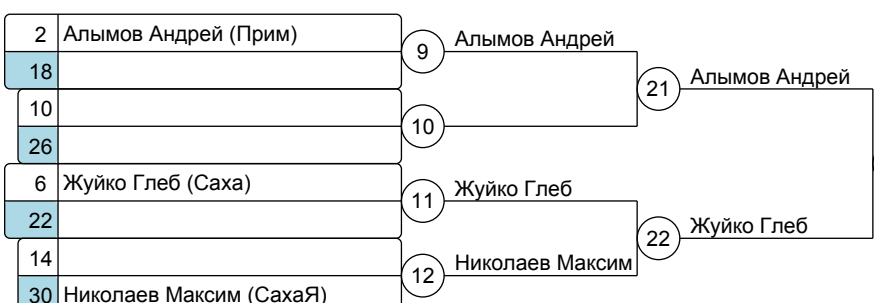 2 Алымов Андрей (Прим)
9 Алымов Андрей
18
21 Алымов Андрей
10
10
26
6 Жуйко Глеб (Саха)
11 Жуйко Глеб
22
22 Жуйко Глеб
14
12 Николаев Максим
30 Николаев Максим (СахаЯ)